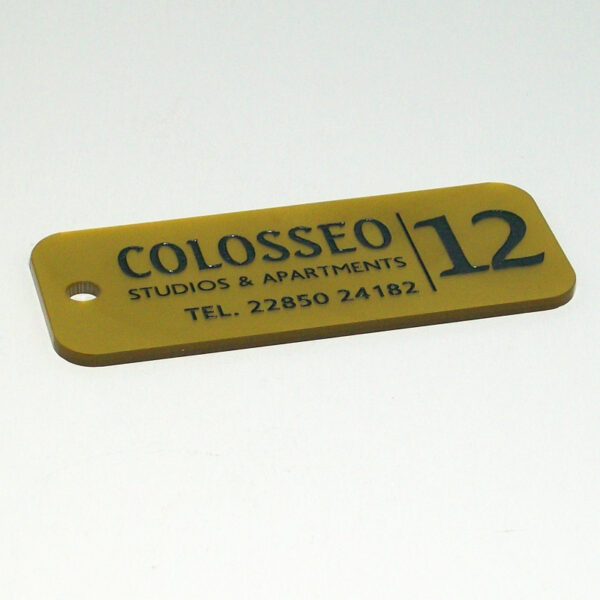 COLOSSEO
STUDIOS & APARTMENTS
TEL. 22850 24182
12